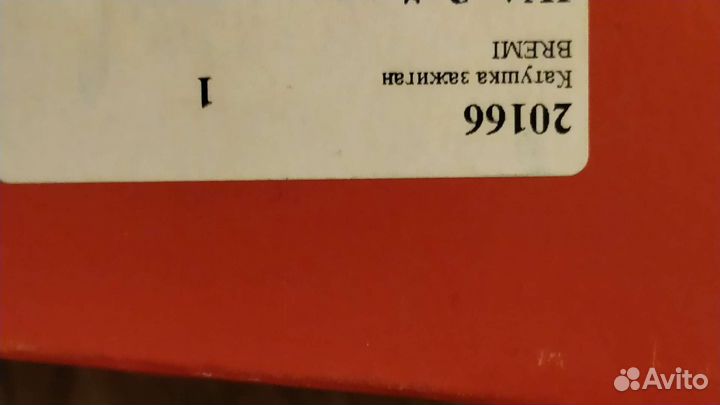 20166
Катушка зажиган
BREMI
1
Avito